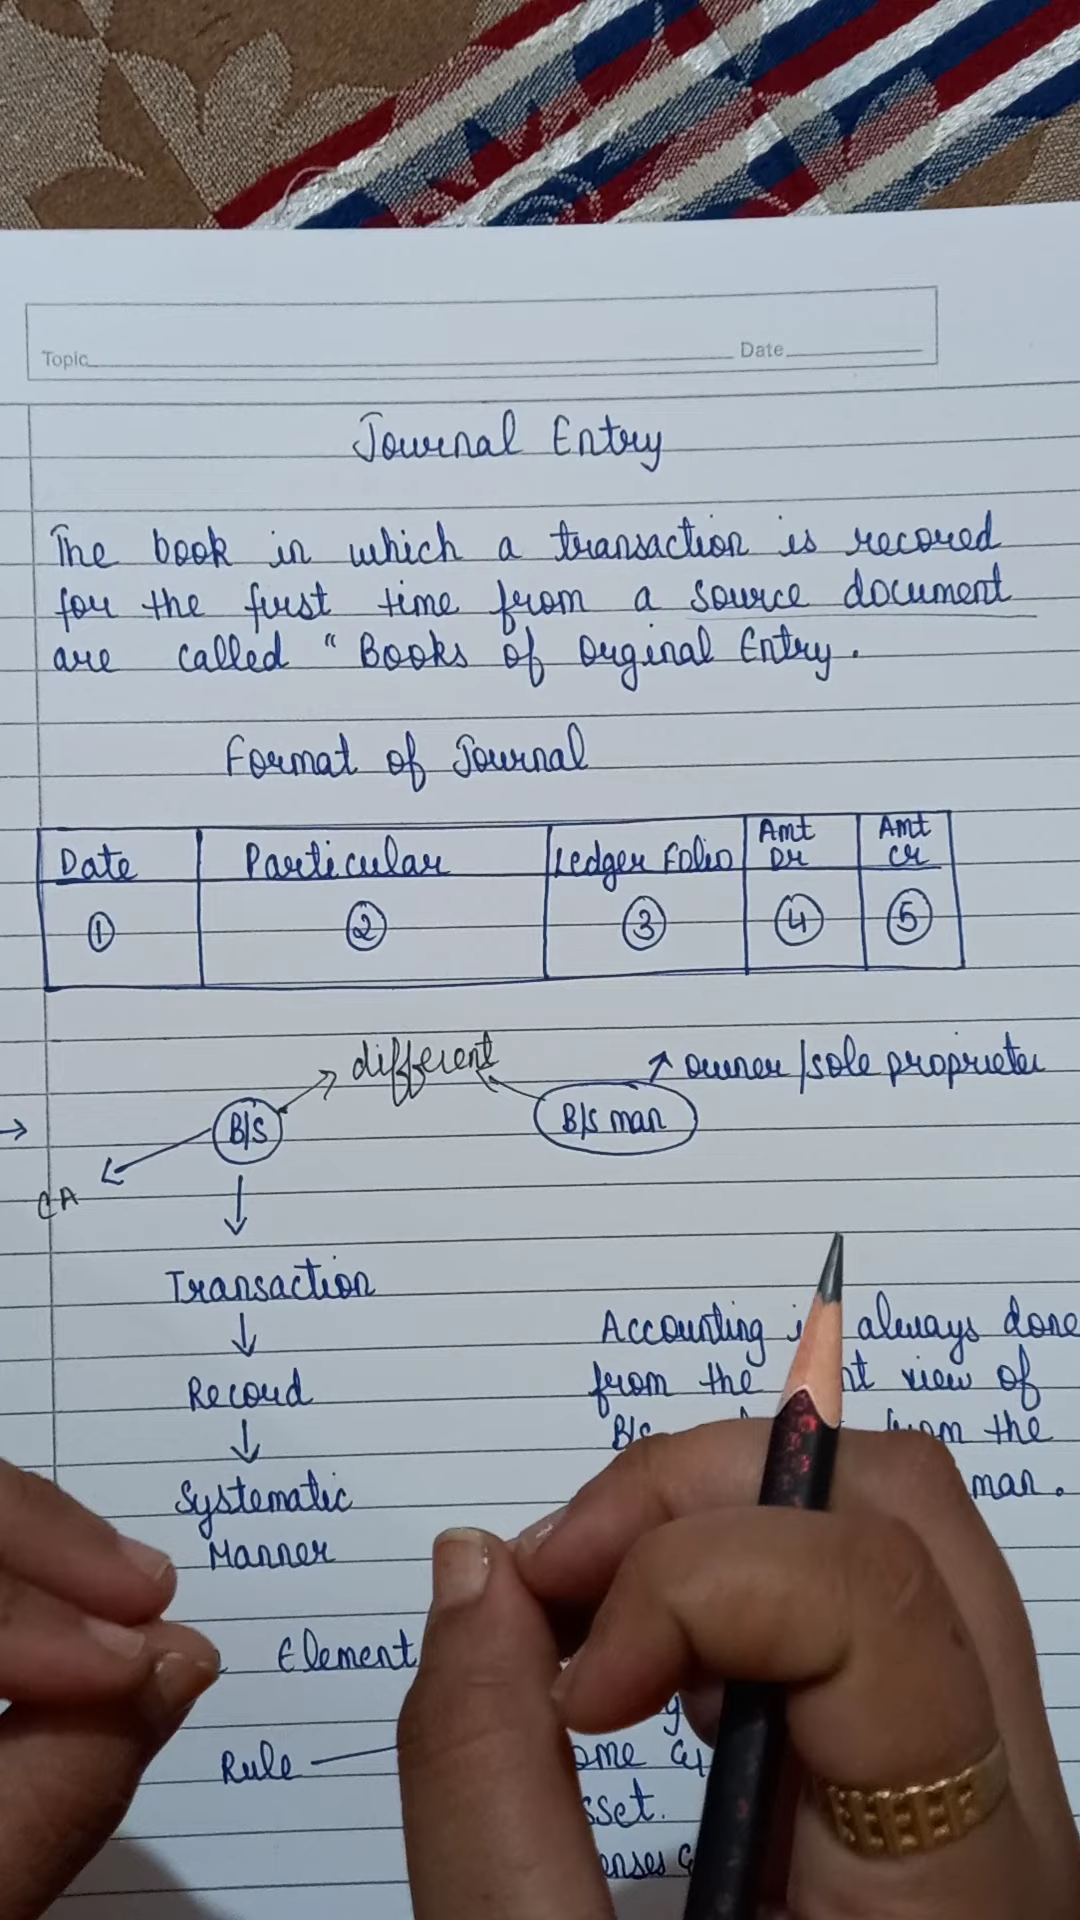 Topic Date
Journal Entry
The book in which a transaction is recored
for the first time from a source document
are called "Books of Orginal Entry.
Format of Journal
Date Particular Ledger Folio Amt Dr Amt Cr
① ② ③ ④ ⑤
different owner/sole proprieter
B/S B/s man
CA
Transaction
Accounting always done
Record from the view of
B/s from the
Systematic man.
Manner
Element
Rule